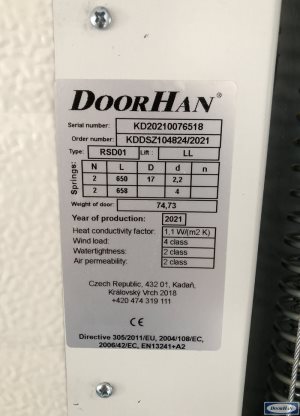 DOORHAN®
Serial number: KD20210076518
Order number: KDDSZ104824/2021
Type: RSD01 Lift: LL
Springs: N L D d n
2 650 17 2,2
2 658 4
Weight of door: 74,73
Year of production: 2021
Heat conductivity factor: 1,1 W/(m2 K)
Wind load: 4 class
Watertightness: 2 class
Air permeability: 2 class
Czech Republic, 432 01, Kadaň,
Královský Vrch 2018
+420 474 319 111
CE
Directive 305/2011/EU, 2004/108/EC,
2006/42/EC, EN13241+A2
DOORHAN